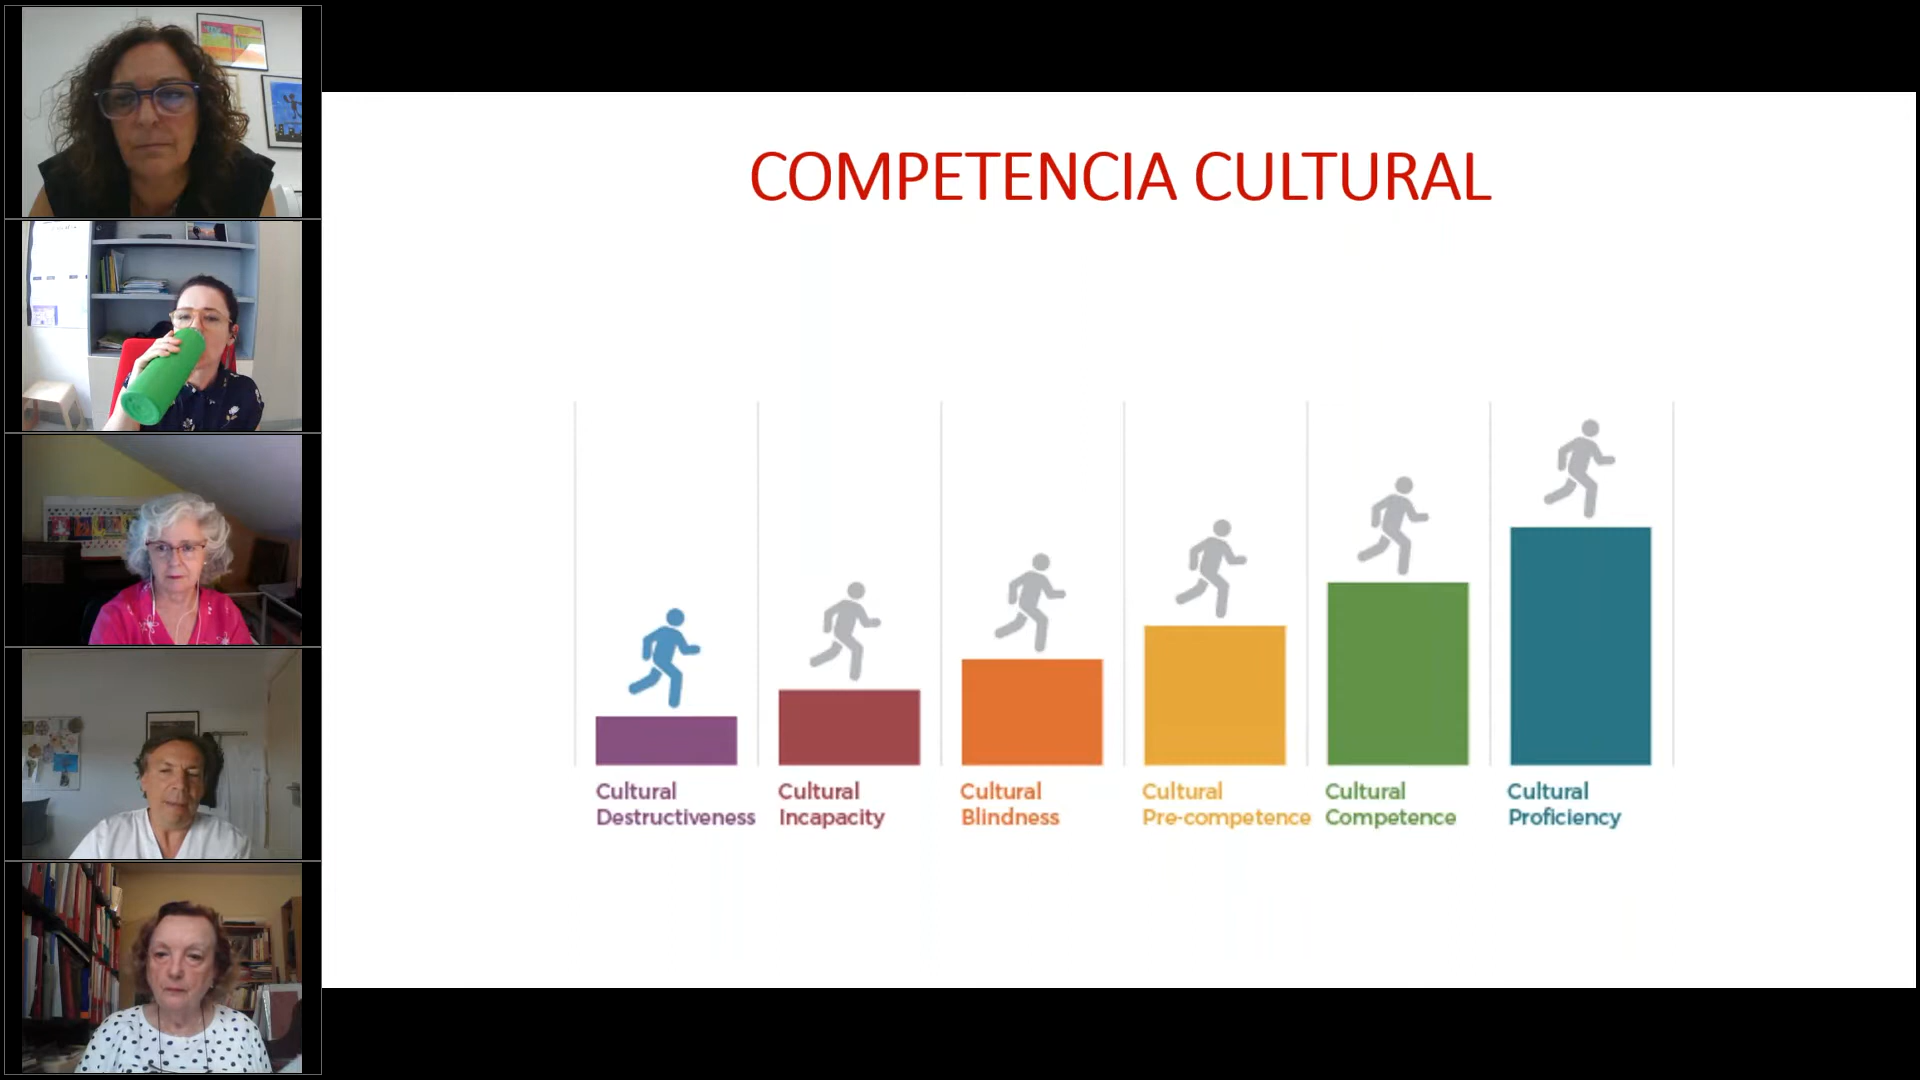 COMPETENCIA CULTURAL
Cultural
Destructiveness
Cultural
Incapacity
Cultural
Blindness
Cultural
Pre-competence
Cultural
Competence
Cultural
Proficiency